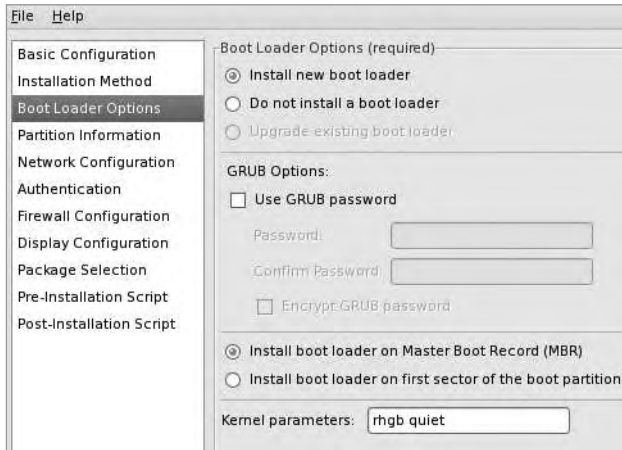 File Help
Basic Configuration
Installation Method
Boot Loader Options
Partition Information
Network Configuration
Authentication
Firewall Configuration
Display Configuration
Package Selection
Pre-Installation Script
Post-Installation Script
Boot Loader Options (required)
Install new boot loader
Do not install a boot loader
Upgrade existing boot loader
GRUB Options:
Use GRUB password
Password:
Confirm Password
Encrypt GRUB password
Install boot loader on Master Boot Record (MBR)
Install boot loader on first sector of the boot partition
Kernel parameters: rhgb quiet